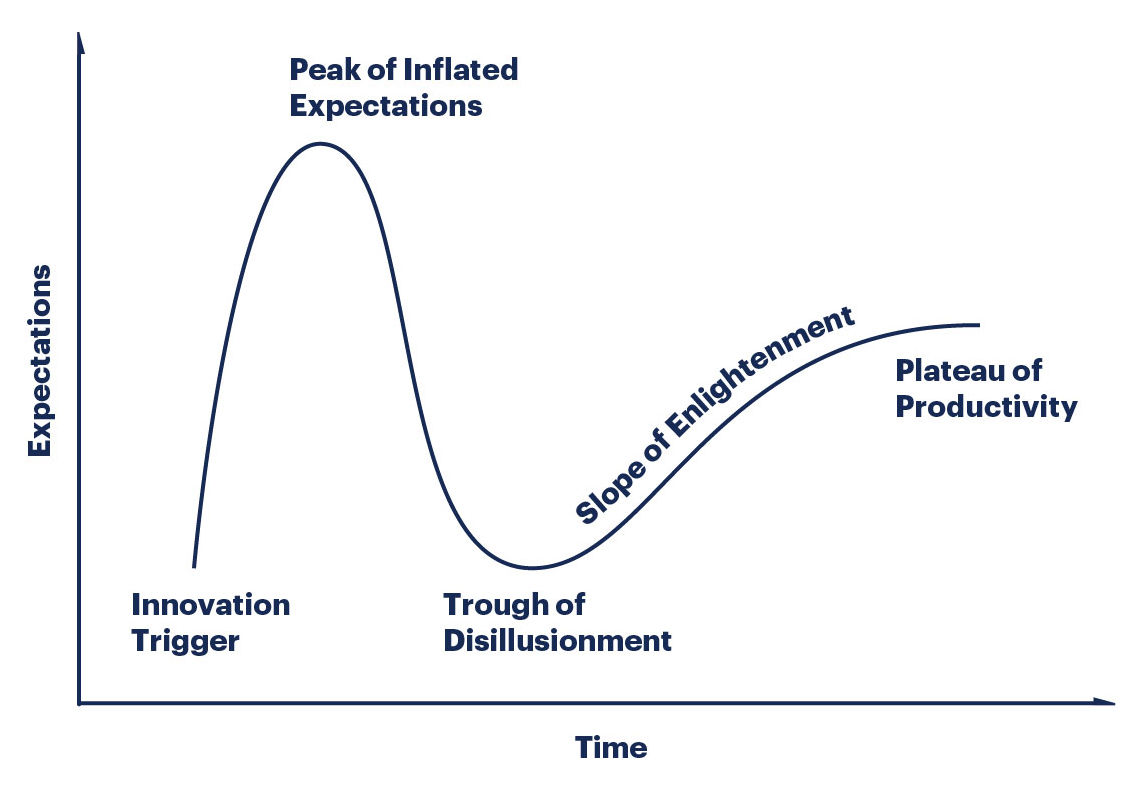 Peak of Inflated
Expectations
Expectations
Slope of Enlightenment
Plateau of
Productivity
Innovation
Trigger
Trough of
Disillusionment
Time